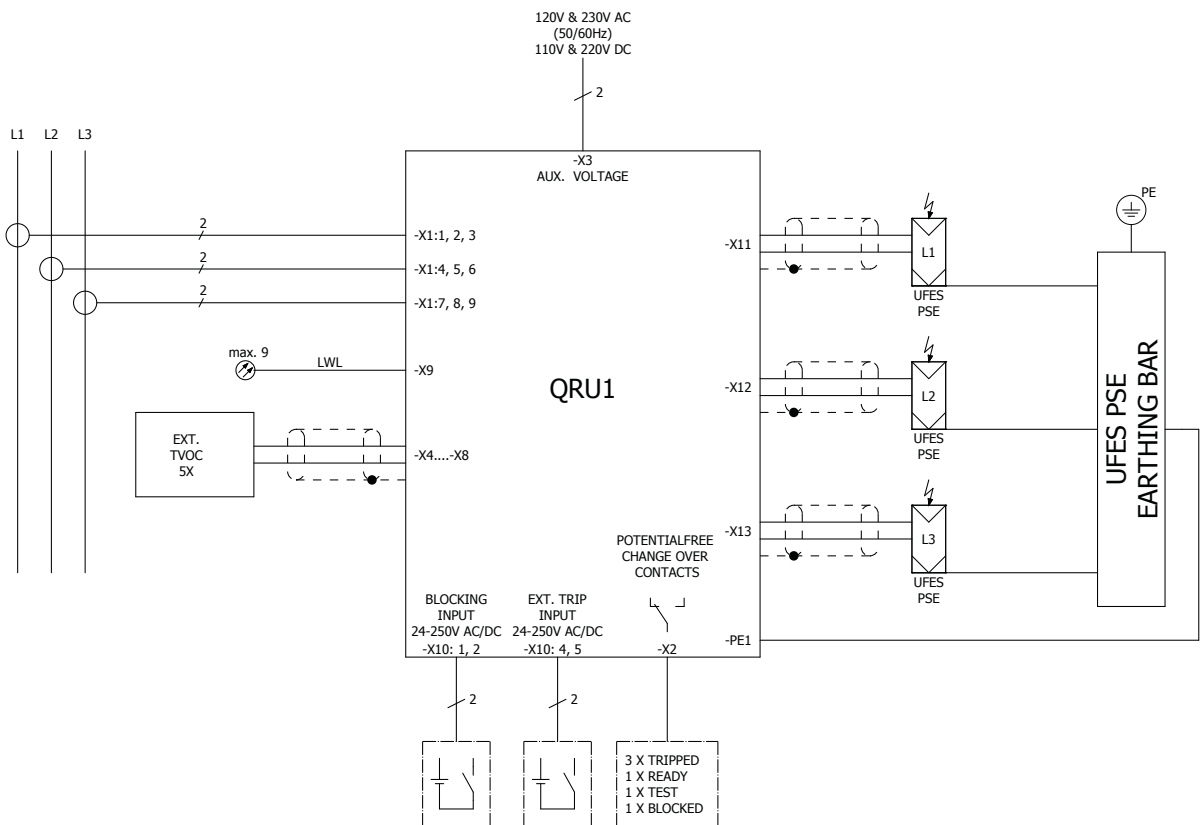 120V & 230V AC
(50/60Hz)
110V & 220V DC
2
L1 L2 L3
-X3
AUX. VOLTAGE
2
-X1:1, 2, 3
2
-X1:4, 5, 6
2
-X1:7, 8, 9
max. 9
LWL
-X9
EXT.
TVOC
5X
-X4....-X8
QRU1
-X11
L1
UFES
PSE
-X12
L2
UFES
PSE
-X13
L3
UFES
PSE
PE
UFES PSE
EARTHING BAR
POTENTIALFREE
CHANGE OVER
CONTACTS
-X2
-PE1
BLOCKING
INPUT
24-250V AC/DC
-X10: 1, 2
EXT. TRIP
INPUT
24-250V AC/DC
-X10: 4, 5
2
2
3 X TRIPPED
1 X READY
1 X TEST
1 X BLOCKED